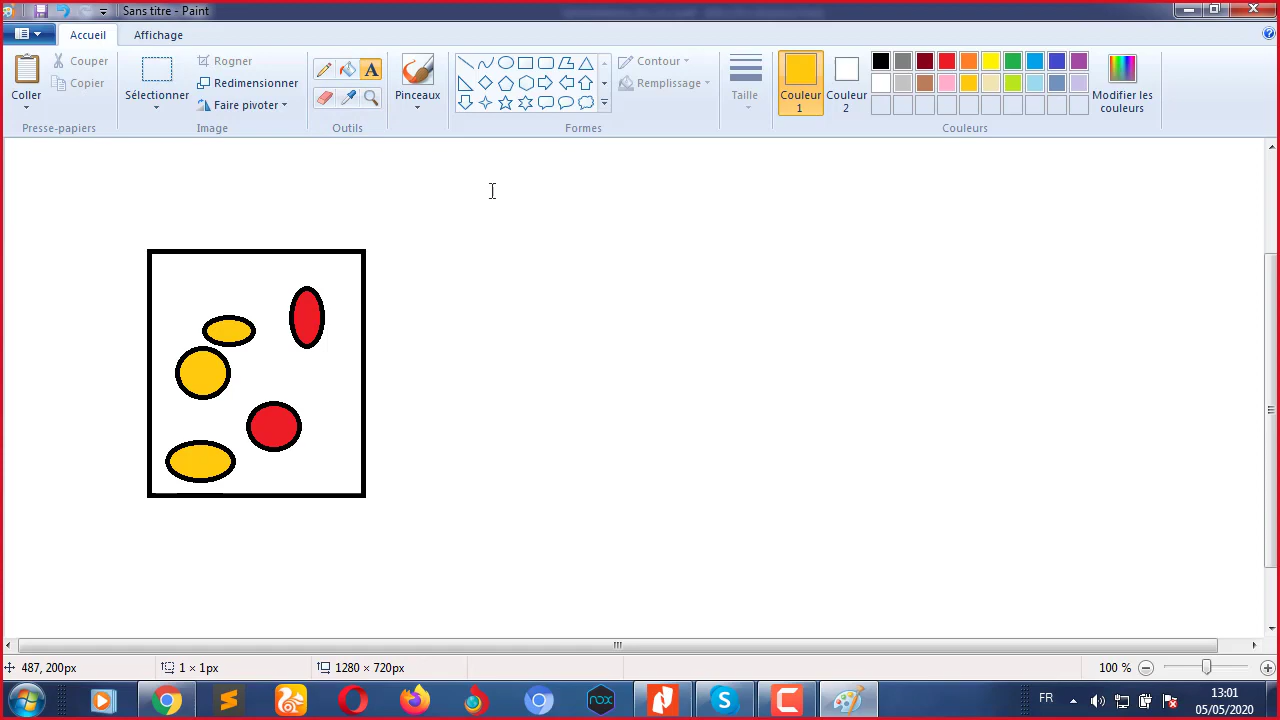 Sans titre - Paint
Accueil
Affichage
Coller
Couper
Copier
Presse-papiers
Sélectionner
Rogner
Redimensionner
Faire pivoter
Image
A
Outils
Pinceaux
Contour
Remplissage
Formes
Taille
Couleur
1
Couleur
2
Modifier les
couleurs
Couleurs
487, 200px
1 × 1px
1280 × 720px
100 %
FR
13:01
05/05/2020